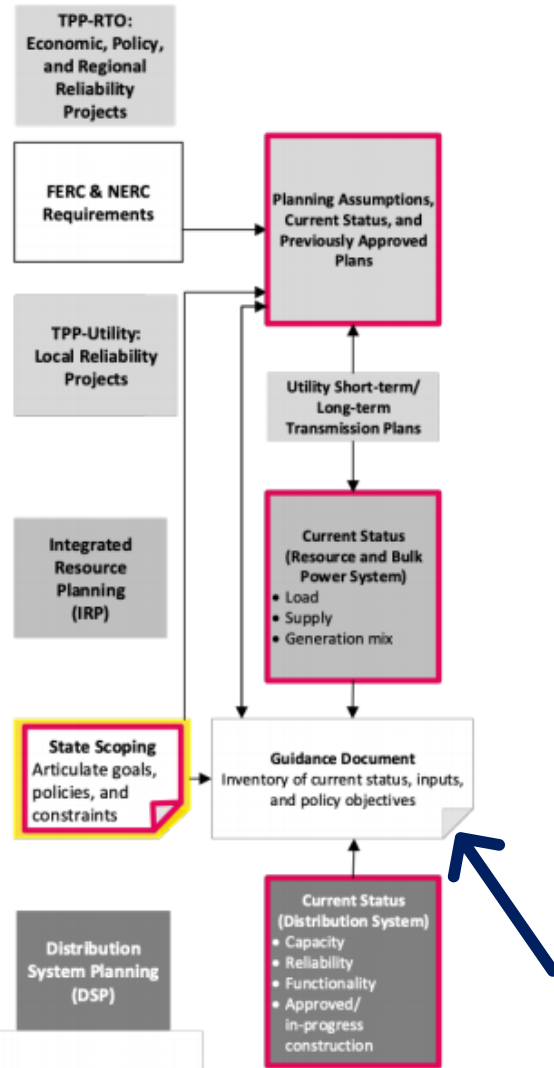 TPP-RTO:
Economic, Policy,
and Regional
Reliability
Projects
FERC & NERC
Requirements
Planning Assumptions,
Current Status, and
Previously Approved
Plans
TPP-Utility:
Local Reliability
Projects
Utility Short-term/
Long-term
Transmission Plans
Integrated
Resource
Planning
(IRP)
Current Status
(Resource and Bulk
Power System)
• Load
• Supply
• Generation mix
State Scoping
Articulate goals,
policies, and
constraints
Guidance Document
Inventory of current status, inputs,
and policy objectives
Distribution
System Planning
(DSP)
Current Status
(Distribution System)
• Capacity
• Reliability
• Functionality
• Approved/
in-progress
construction